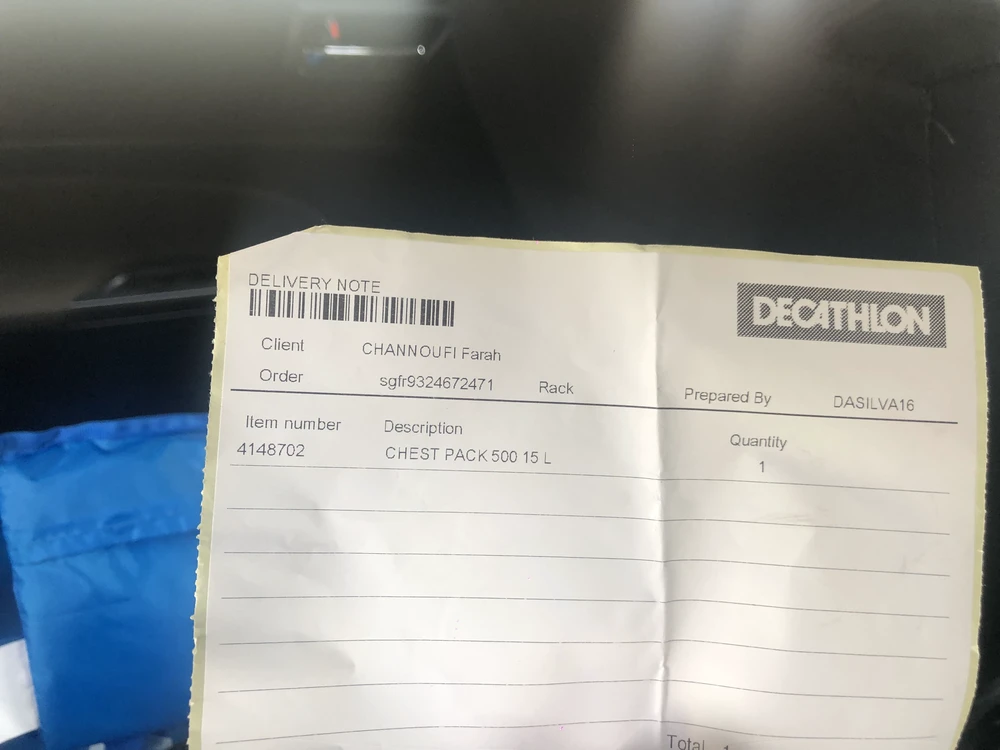 DELIVERY NOTE
DECATHLON
Client CHANNOUFI Farah
Order sgfr9324672471 Rack Prepared By DASILVA16
Item number Description Quantity
4148702 CHEST PACK 500 15 L 1
Total 1